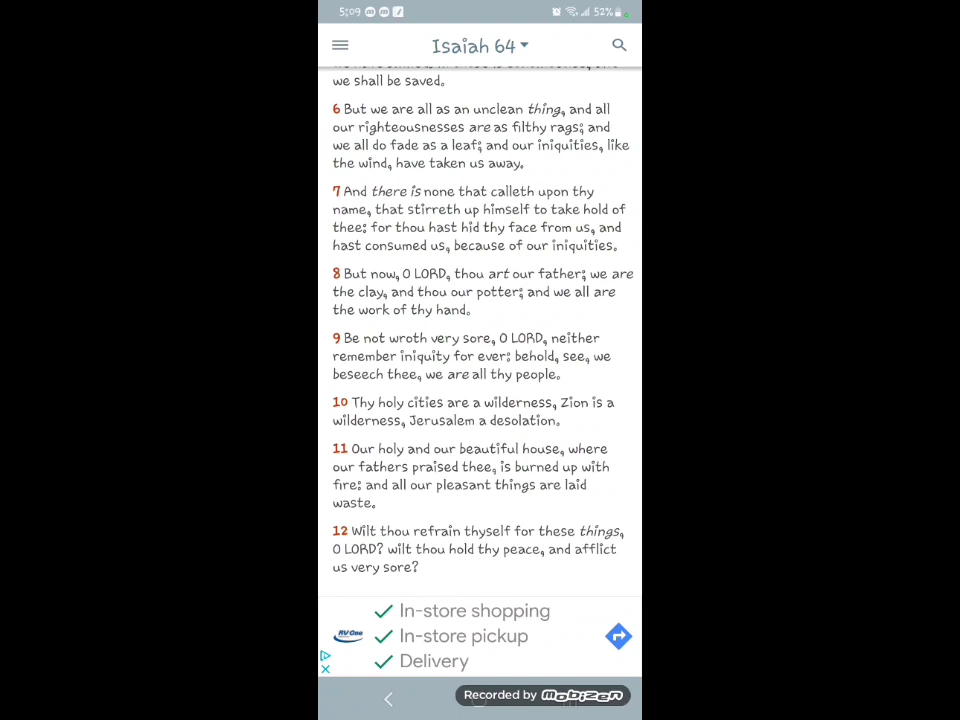 5:09
52%
Isaiah 64
we shall be saved.
6 But we are all as an unclean thing, and all
our righteousnesses are as filthy rags; and
we all do fade as a leaf; and our iniquities, like
the wind, have taken us away.
7 And there is none that calleth upon thy
name, that stirreth up himself to take hold of
thee: for thou hast hid thy face from us, and
hast consumed us, because of our iniquities.
8 But now, O LORD, thou art our father; we are
the clay, and thou our potter; and we all are
the work of thy hand.
9 Be not wroth very sore, O LORD, neither
remember iniquity for ever: behold, see, we
beseech thee, we are all thy people.
10 Thy holy cities are a wilderness, Zion is a
wilderness, Jerusalem a desolation.
11 Our holy and our beautiful house, where
our fathers praised thee, is burned up with
fire: and all our pleasant things are laid
waste.
12 Wilt thou refrain thyself for these things,
O LORD? wilt thou hold thy peace, and afflict
us very sore?
In-store shopping
RV One
In-store pickup
Delivery
Recorded by mobizen